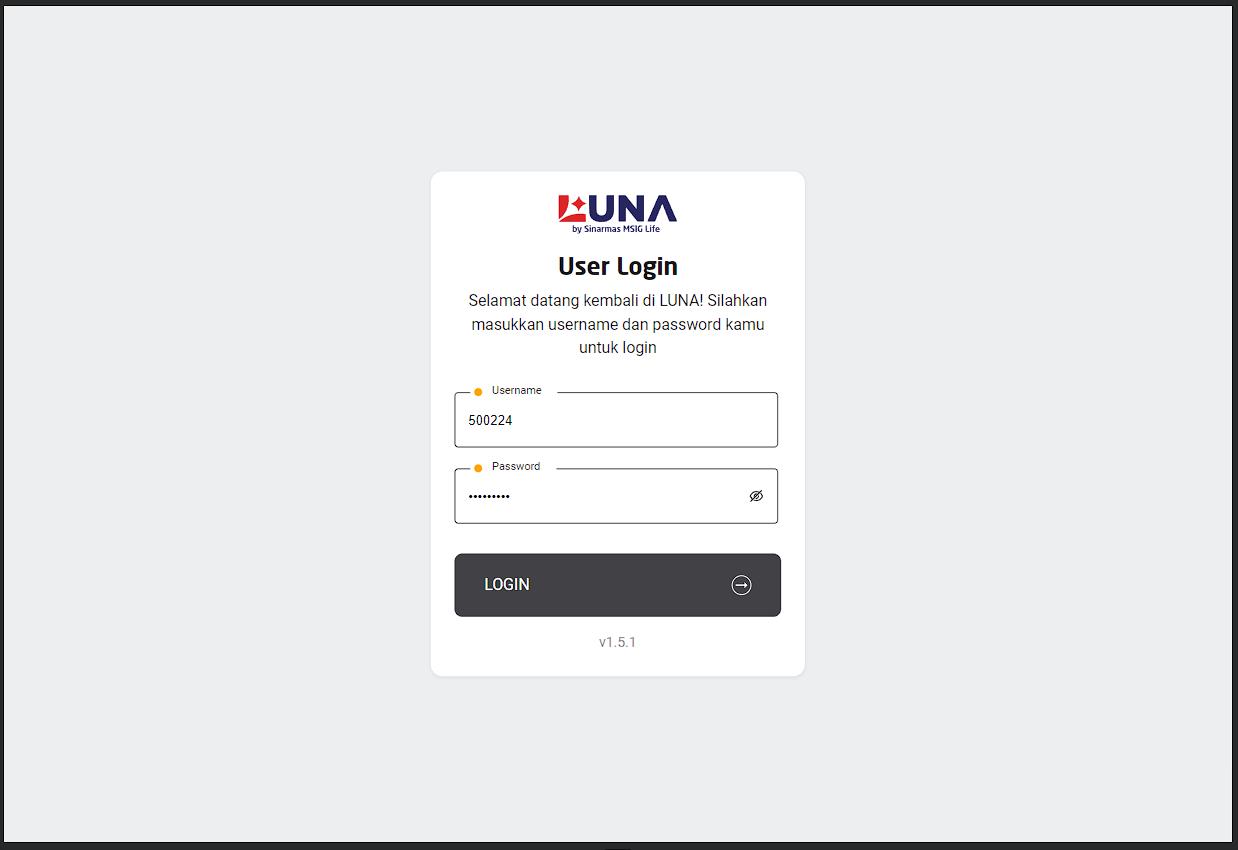 LUNA
by Sinarmas MSIG Life
User Login
Selamat datang kembali di LUNA! Silahkan
masukkan username dan password kamu
untuk login
Username
500224
Password
•••••••••
LOGIN
v1.5.1